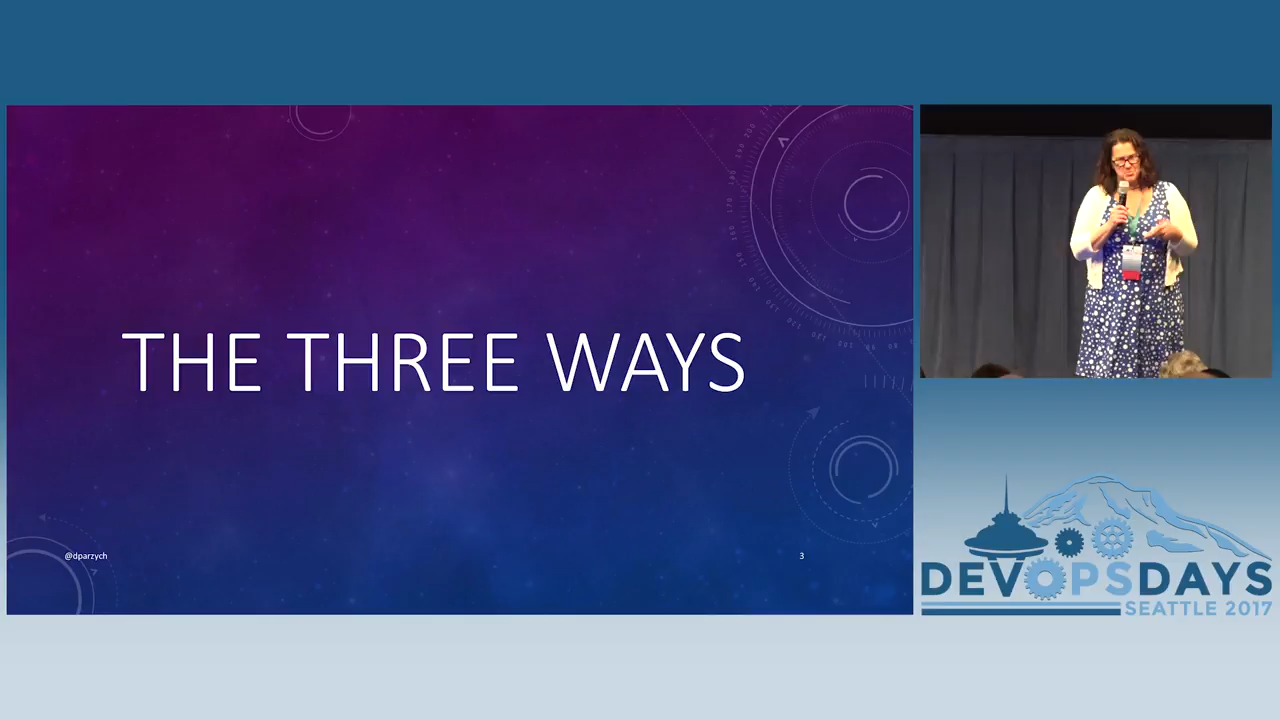 THE THREE WAYS
@dparzych
3
DEVOPSDAYS
SEATTLE 2017